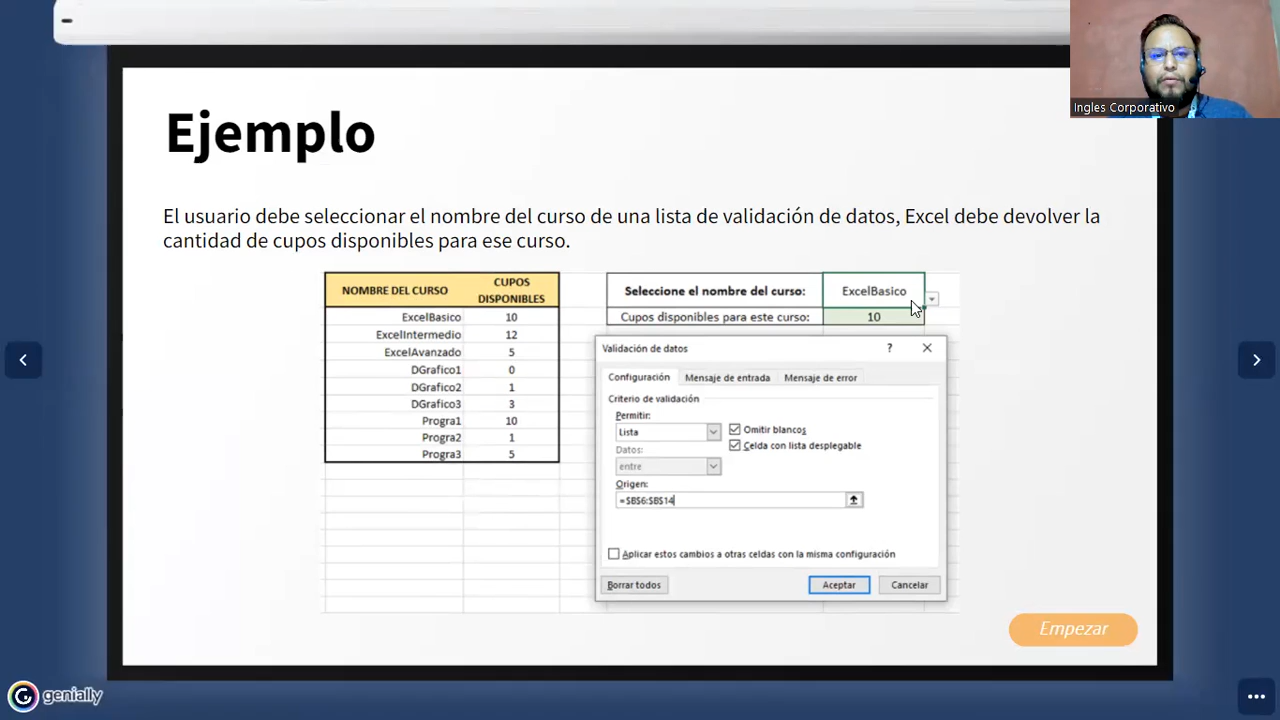 Ingles Corporativo
Ejemplo
El usuario debe seleccionar el nombre del curso de una lista de validación de datos, Excel debe devolver la
cantidad de cupos disponibles para ese curso.
NOMBRE DEL CURSO
CUPOS
DISPONIBLES
ExcelBasico 10
ExcelIntermedio 12
ExcelAvanzado 5
DGrafico1 0
DGrafico2 1
DGrafico3 3
Progra1 10
Progra2 1
Progra3 5
Seleccione el nombre del curso: ExcelBasico
Cupos disponibles para este curso: 10
Validación de datos ?
Configuración Mensaje de entrada Mensaje de error
Criterio de validación
Permitir:
Lista
Omitir blancos
Celda con lista desplegable
Datos:
entre
Origen:
=$B$6:$B$14
Aplicar estos cambios a otras celdas con la misma configuración
Borrar todos Aceptar Cancelar
Empezar
genially